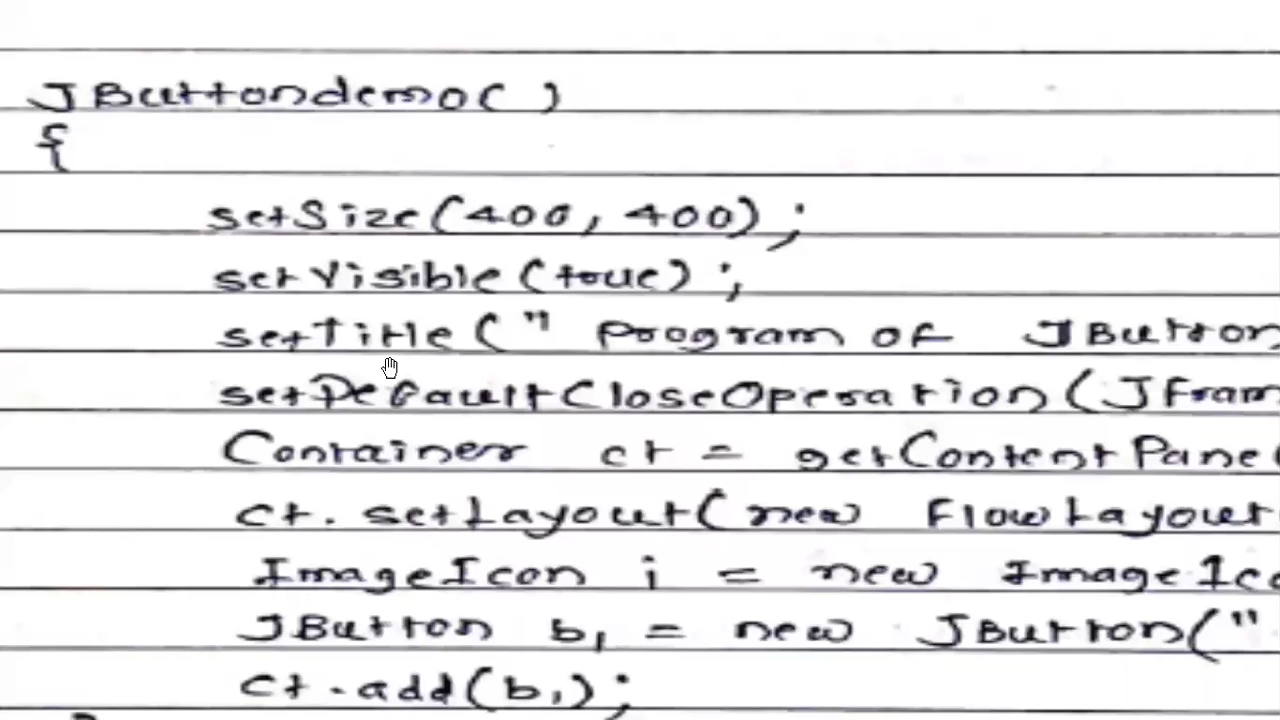 JButtondemo()
{
setSize(400, 400);
setVisible(true);
setTitle(" Program of JButton
setDefaultCloseOperation(JFram
Container ct = getContentPane(
ct.setLayout(new FlowLayout
ImageIcon i = new ImageIco
JButton b1 = new JButton("
ct.add(b1);